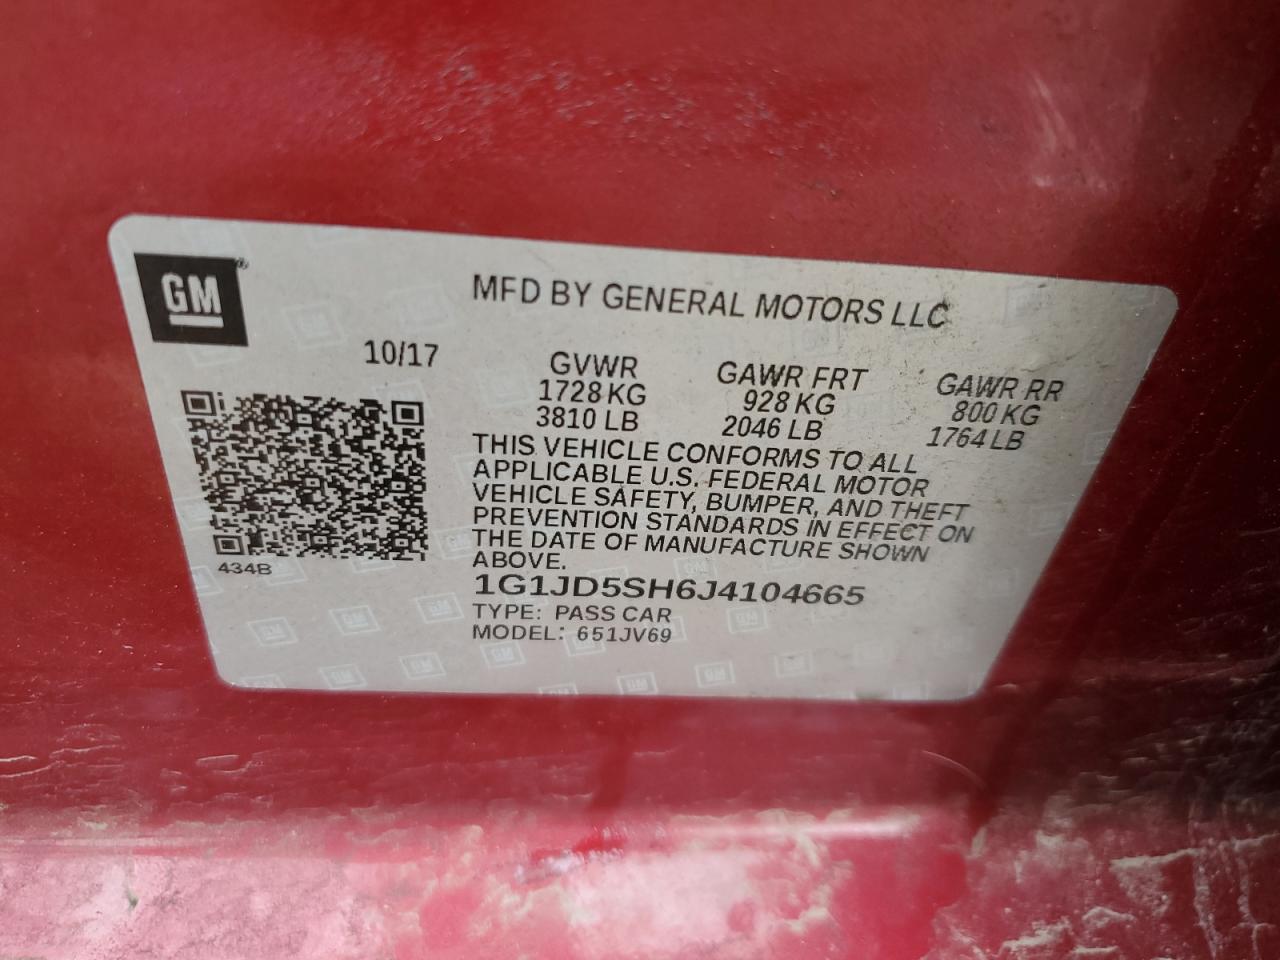 GM
MFD BY GENERAL MOTORS LLC
10/17
GVWR GAWR FRT GAWR RR
1728 KG 928 KG 800 KG
3810 LB 2046 LB 1764 LB
THIS VEHICLE CONFORMS TO ALL
APPLICABLE U.S. FEDERAL MOTOR
VEHICLE SAFETY, BUMPER, AND THEFT
PREVENTION STANDARDS IN EFFECT ON
THE DATE OF MANUFACTURE SHOWN
ABOVE.
434B
1G1JD5SH6J4104665
TYPE: PASS CAR
MODEL: 651JV69